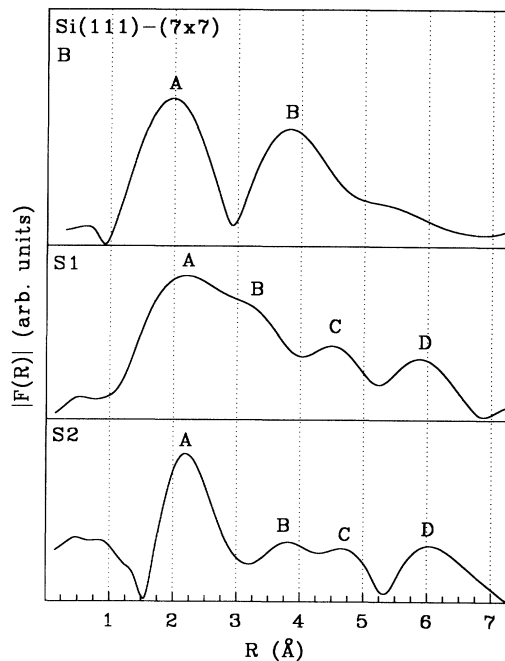 Si(111)-(7x7)
B
A
B
S1
A
B
C
D
S2
A
B
C
D
|F(R)| (arb. units)
1 2 3 4 5 6 7
R (Å)